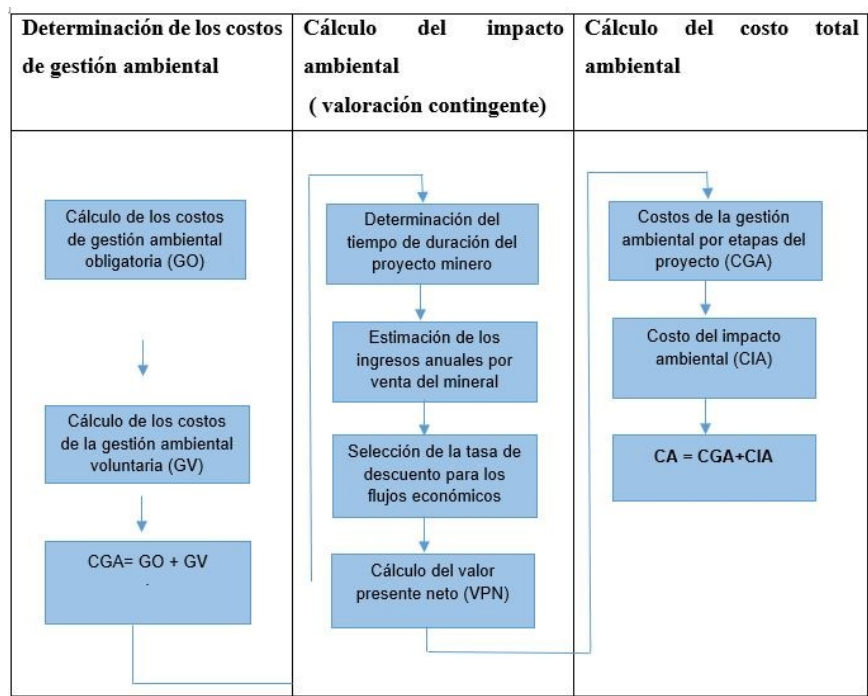 Determinación de los costos
de gestión ambiental
Cálculo del impacto
ambiental
( valoración contingente)
Cálculo del costo total
ambiental
Cálculo de los costos
de gestión ambiental
obligatoria (GO)
Cálculo de los costos
de la gestión ambiental
voluntaria (GV)
CGA= GO + GV
.
Determinación del
tiempo de duración del
proyecto minero
Estimación de los
ingresos anuales por
venta del mineral
Selección de la tasa de
descuento para los
flujos económicos
Cálculo del valor
presente neto (VPN)
Costos de la gestión
ambiental por etapas del
proyecto (CGA)
Costo del impacto
ambiental (CIA)
CA = CGA+CIA